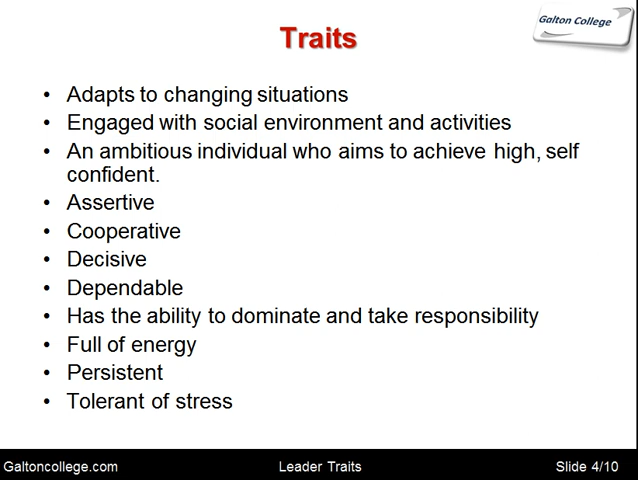 Traits
Galton College
• Adapts to changing situations
• Engaged with social environment and activities
• An ambitious individual who aims to achieve high, self
confident.
• Assertive
• Cooperative
• Decisive
• Dependable
• Has the ability to dominate and take responsibility
• Full of energy
• Persistent
• Tolerant of stress
Galtoncollege.com Leader Traits Slide 4/10